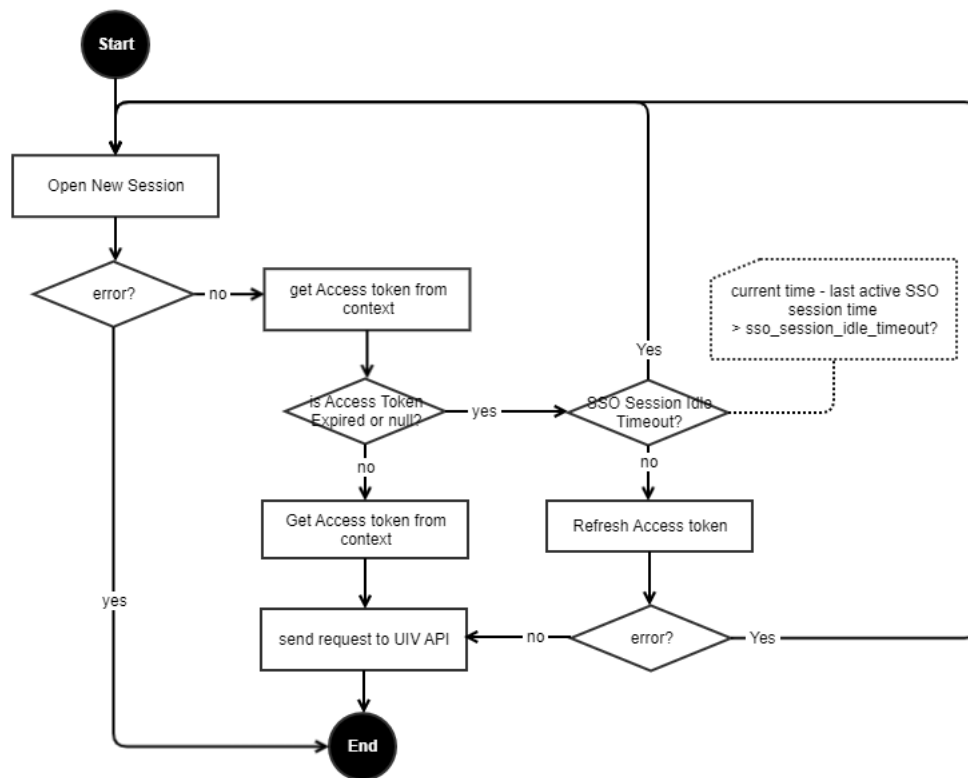 Start
Open New Session
error?
no
get Access token from
context
current time - last active SSO
session time
> sso_session_idle_timeout?
Yes
is Access Token
Expired or null?
yes
SSO Session Idle
Timeout?
no
no
Get Access token from
context
Refresh Access token
yes
send request to UIV API
no
error?
Yes
End